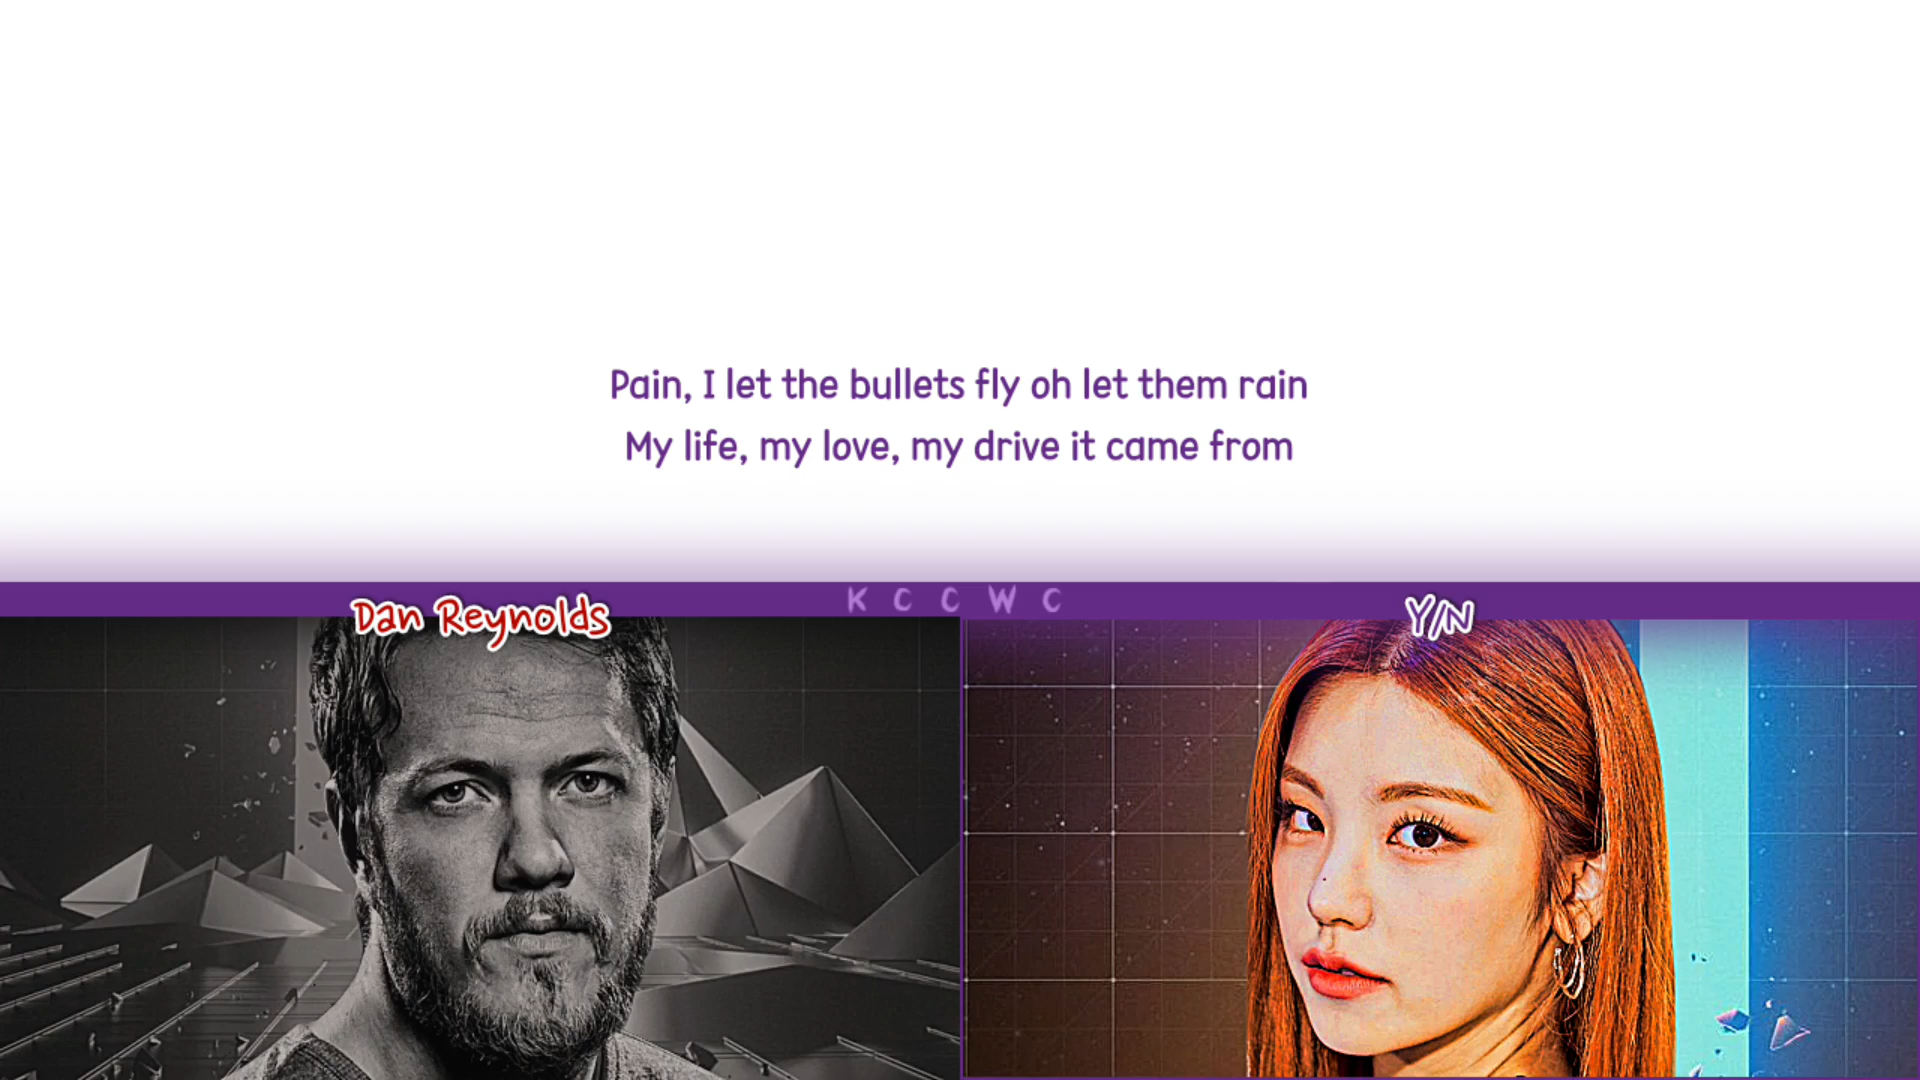 Pain, I let the bullets fly oh let them rain
My life, my love, my drive it came from
K C C W C
Dan Reynolds
Y/N